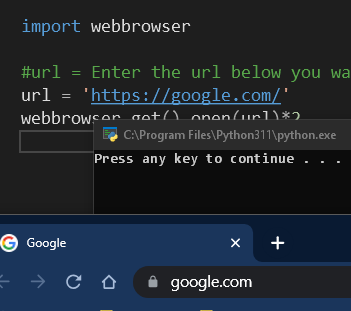 import webbrowser
#url = Enter the url below you wa
url = 'https://google.com/'
webbrowser.get().open(url)*2
C:\Program Files\Python311\python.exe
Press any key to continue . . .
Google
google.com